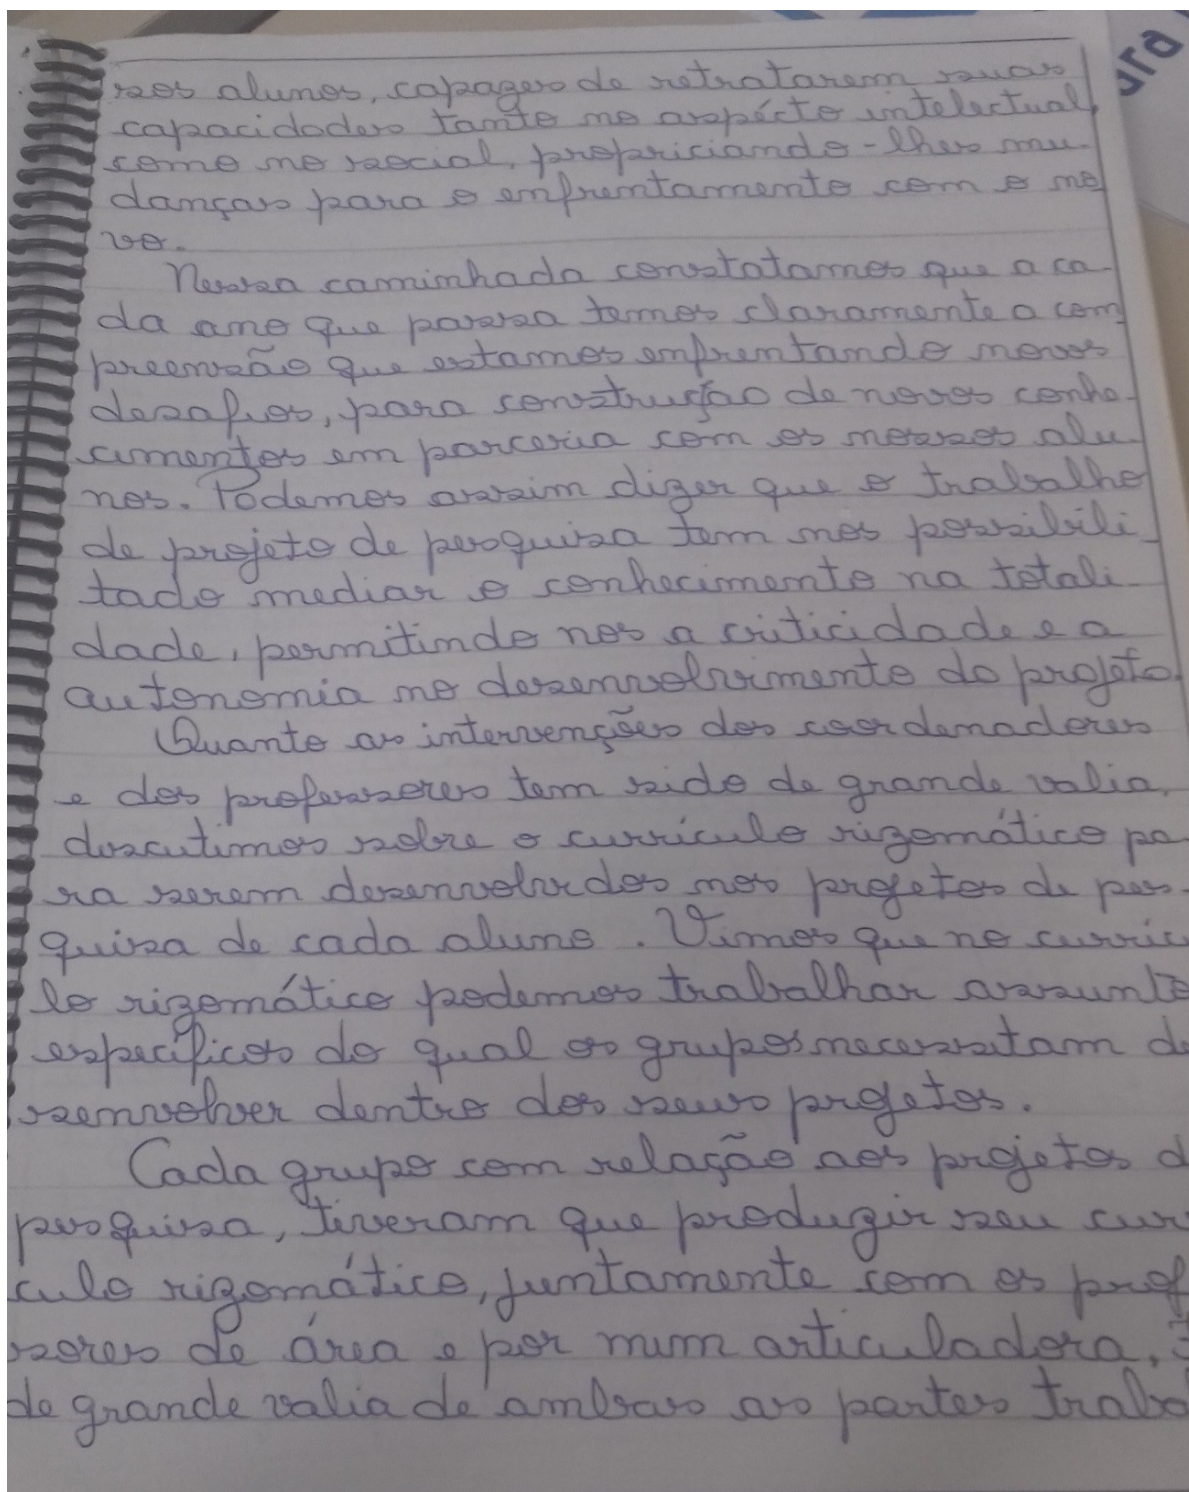 ura
sos alunos, capazes de retratarem suas
capacidades tanto no aspécto intelectual,
como no social, propriciando-lhes mu-
danças para o enfrentamento com o no
vo.
Nessa caminhada constatamos que a ca-
da ano que passa temos claramente a com
preensão que estamos enfrentando novos
desafios, para construção de novos conhe-
cimentos em parceria com os nossos alu-
nos. Podemos assim dizer que o trabalho
de projeto de pesquisa tem nos possibili-
tado mediar o conhecimento na totali-
dade, permitindo nos a criticidade e a
autonomia no desenvolvimento do projeto.
Quanto as intervenções dos coordenadores
e dos professores tem sido de grande valia,
discutimos sobre o currículo rizomático pa-
ra serem desenvolvidos nos projetos de pes-
quisa de cada aluno. Vimos que no curríc
lo rizomático podemos trabalhar assunto
específicos do qual os grupos necessitam d
senvolver dentro dos seus projetos.
Cada grupo com relação aos projetos d
pesquisa, tiveram que produzir seu cur
culo rizomático, juntamente com os prof
sores de área e por mim articuladora,
de grande valia de ambas as partes traba